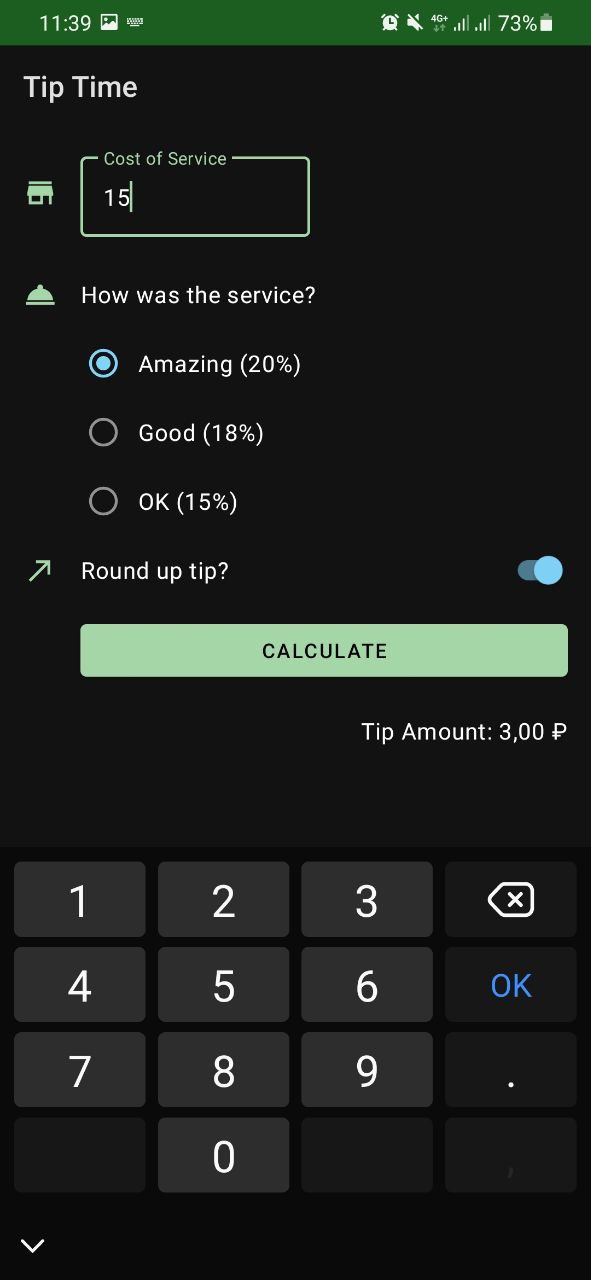 11:39 4G+ 73%
Tip Time
Cost of Service
15
How was the service?
Amazing (20%)
Good (18%)
OK (15%)
Round up tip?
CALCULATE
Tip Amount: 3,00 ₽
1 2 3
4 5 6 OK
7 8 9 .
0 ,